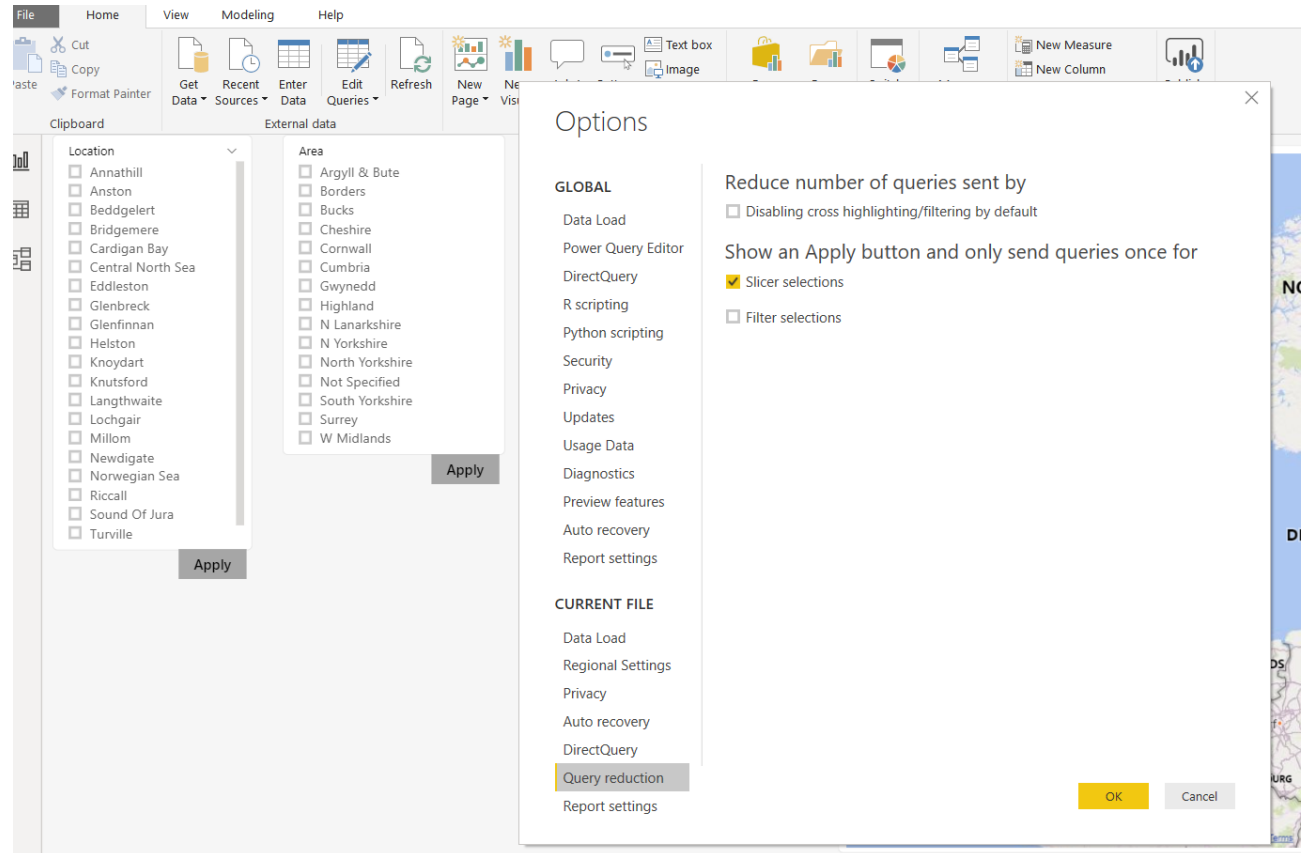 File Home View Modeling Help
Cut
Copy
Format Painter
Clipboard
Get Data
Recent Sources
Enter Data
Edit Queries
Refresh
External data
New Page
Text box
Image
New Measure
New Column
Location
Annathill
Anston
Beddgelert
Bridgemere
Cardigan Bay
Central North Sea
Eddleston
Glenbreck
Glenfinnan
Helston
Knoydart
Knutsford
Langthwaite
Lochgair
Millom
Newdigate
Norwegian Sea
Riccall
Sound Of Jura
Turville
Apply
Area
Argyll & Bute
Borders
Bucks
Cheshire
Cornwall
Cumbria
Gwynedd
Highland
N Lanarkshire
N Yorkshire
North Yorkshire
Not Specified
South Yorkshire
Surrey
W Midlands
Apply
Options
GLOBAL
Data Load
Power Query Editor
DirectQuery
R scripting
Python scripting
Security
Privacy
Updates
Usage Data
Diagnostics
Preview features
Auto recovery
Report settings
CURRENT FILE
Data Load
Regional Settings
Privacy
Auto recovery
DirectQuery
Query reduction
Report settings
Reduce number of queries sent by
Disabling cross highlighting/filtering by default
Show an Apply button and only send queries once for
Slicer selections
Filter selections
OK
Cancel